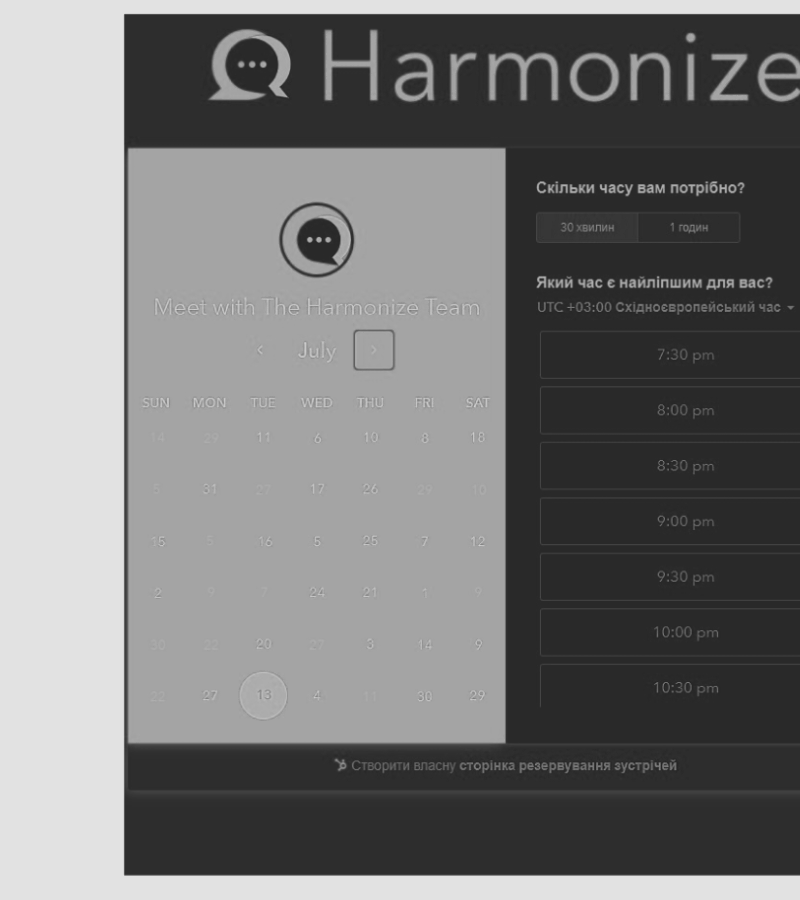 Harmonize
Meet with The Harmonize Team
July
SUN MON TUE WED THU FRI SAT
14 29 11 6 10 8 18
5 31 27 17 26 29 10
15 5 16 5 25 7 12
2 9 7 24 21 1 9
30 22 20 27 3 14 9
22 27 13 4 11 30 29
Скільки часу вам потрібно?
30 хвилин 1 годин
Який час є найліпшим для вас?
UTC +03:00 Східноєвропейський час
7:30 pm
8:00 pm
8:30 pm
9:00 pm
9:30 pm
10:00 pm
10:30 pm
Створити власну сторінка резервування зустрічей